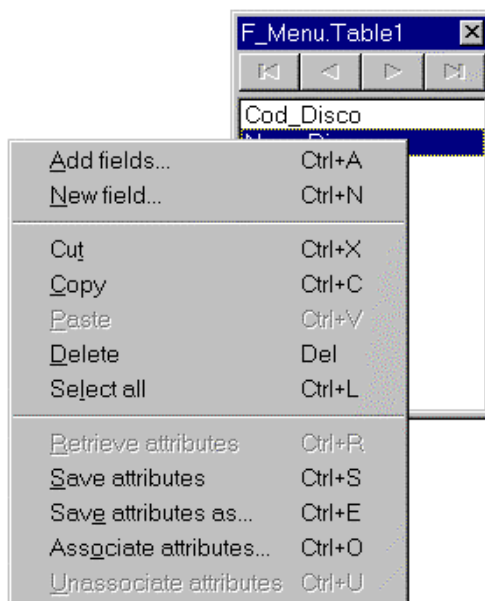 F_Menu.Table1
Cod_Disco
Add fields... Ctrl+A
New field... Ctrl+N
Cut Ctrl+X
Copy Ctrl+C
Paste Ctrl+V
Delete Del
Select all Ctrl+L
Retrieve attributes Ctrl+R
Save attributes Ctrl+S
Save attributes as... Ctrl+E
Associate attributes... Ctrl+O
Unassociate attributes Ctrl+U